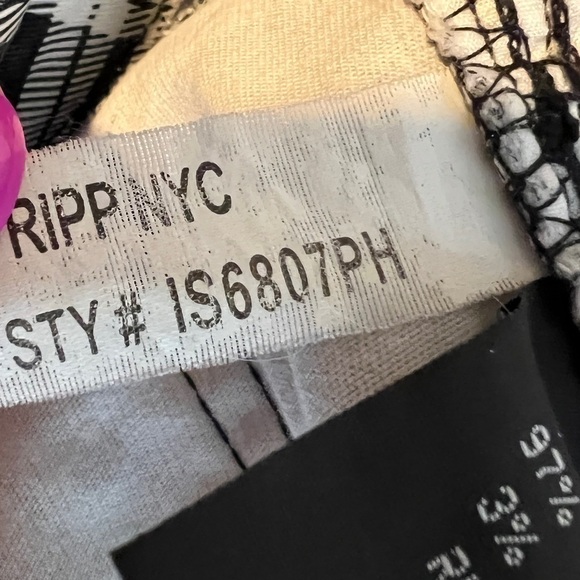 RIPP NYC
STY# IS6807PH
97%
3%